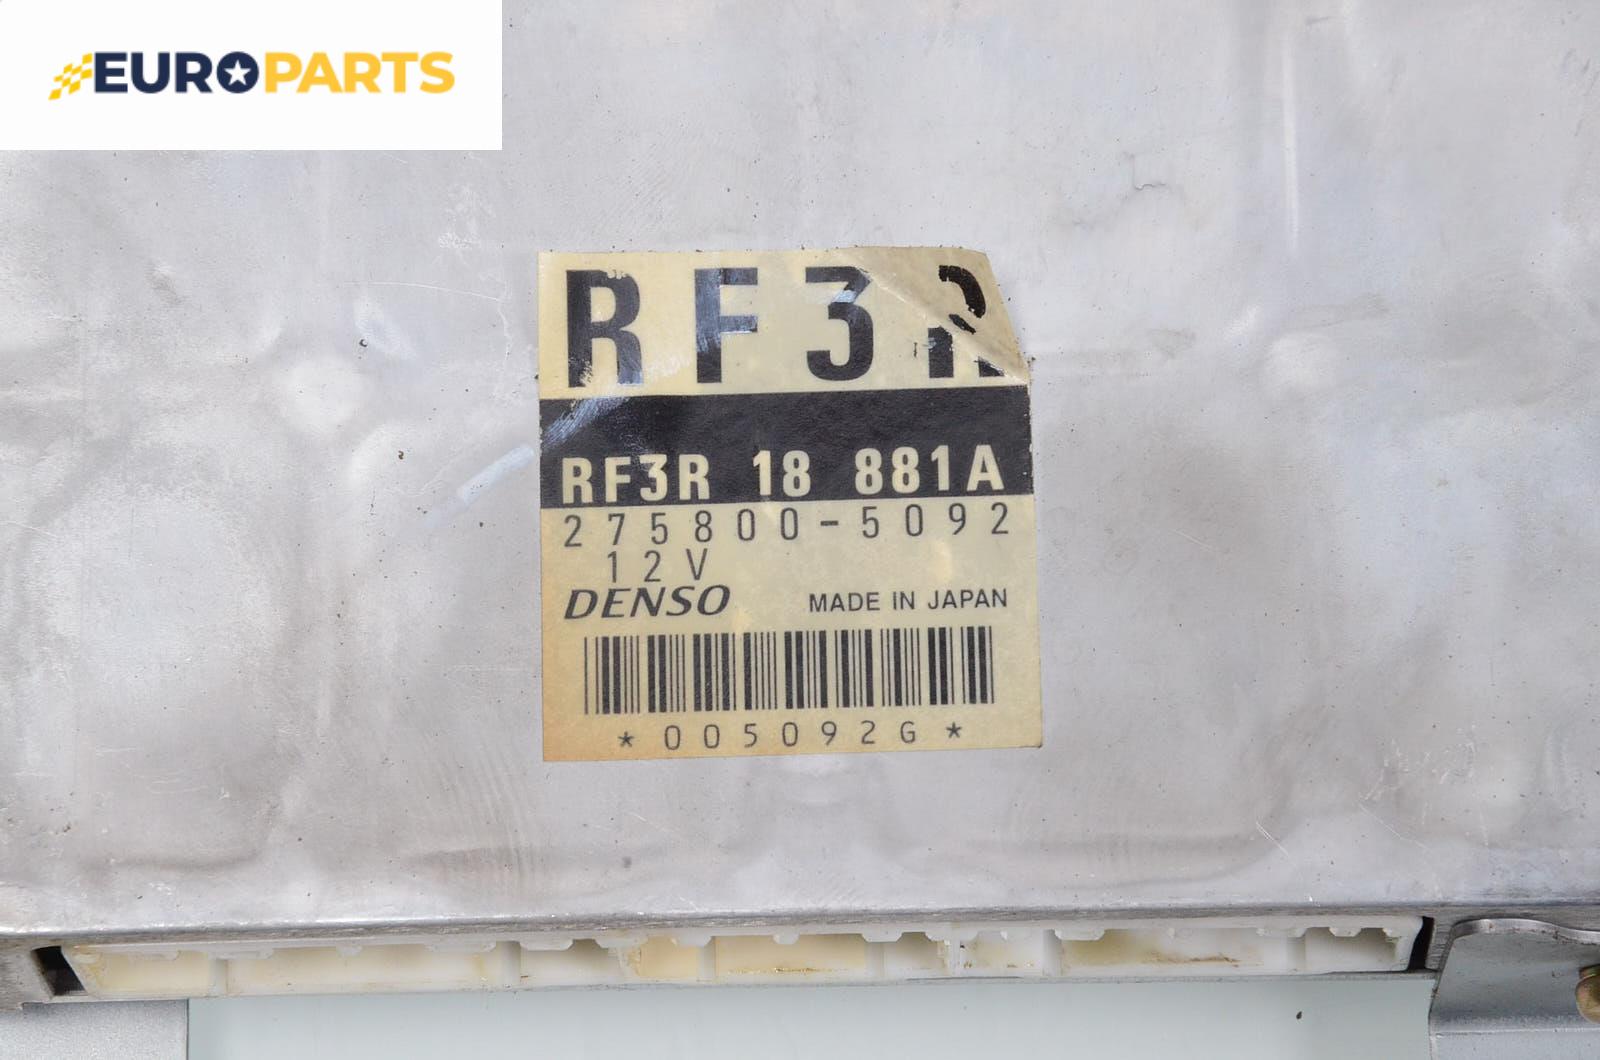 EUROPARTS
RF3R
RF3R 18 881A
275800-5092
12V
DENSO MADE IN JAPAN
*005092G*